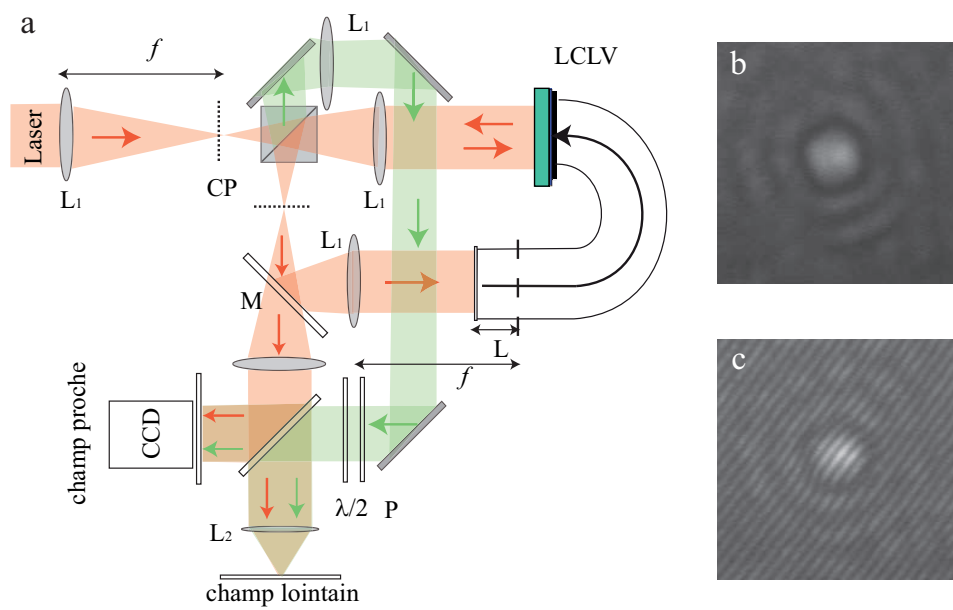 a
f
L₁
LCLV
b
Laser
CP
L₁
L₁
L₁
M
L
f
c
champ proche
CCD
λ/2
P
L₂
champ lointain